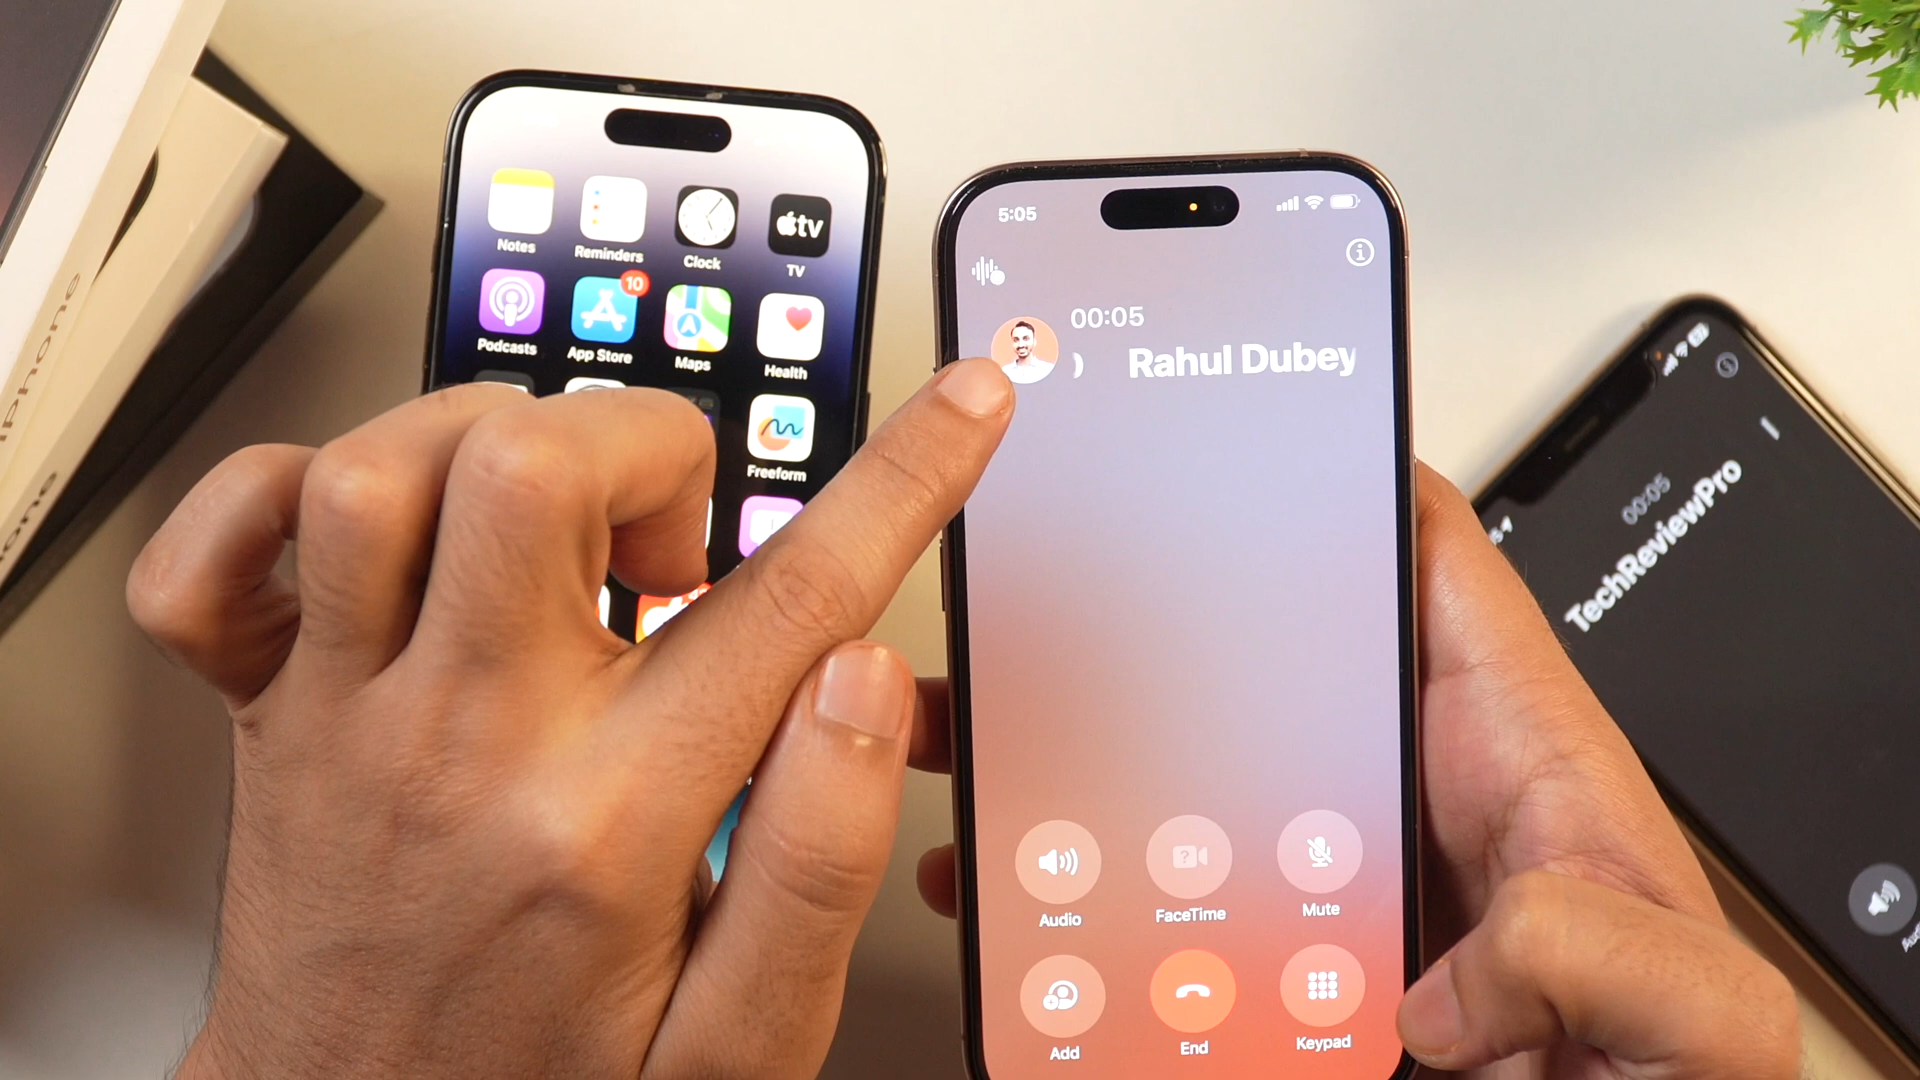 iPhone
one
Notes
Reminders
Clock
tv
TV
10
Podcasts
App Store
Maps
Health
Freeform
5:05
00:05
) Rahul Dubey
Audio
FaceTime
Mute
Add
End
Keypad
00:05
TechReviewPro